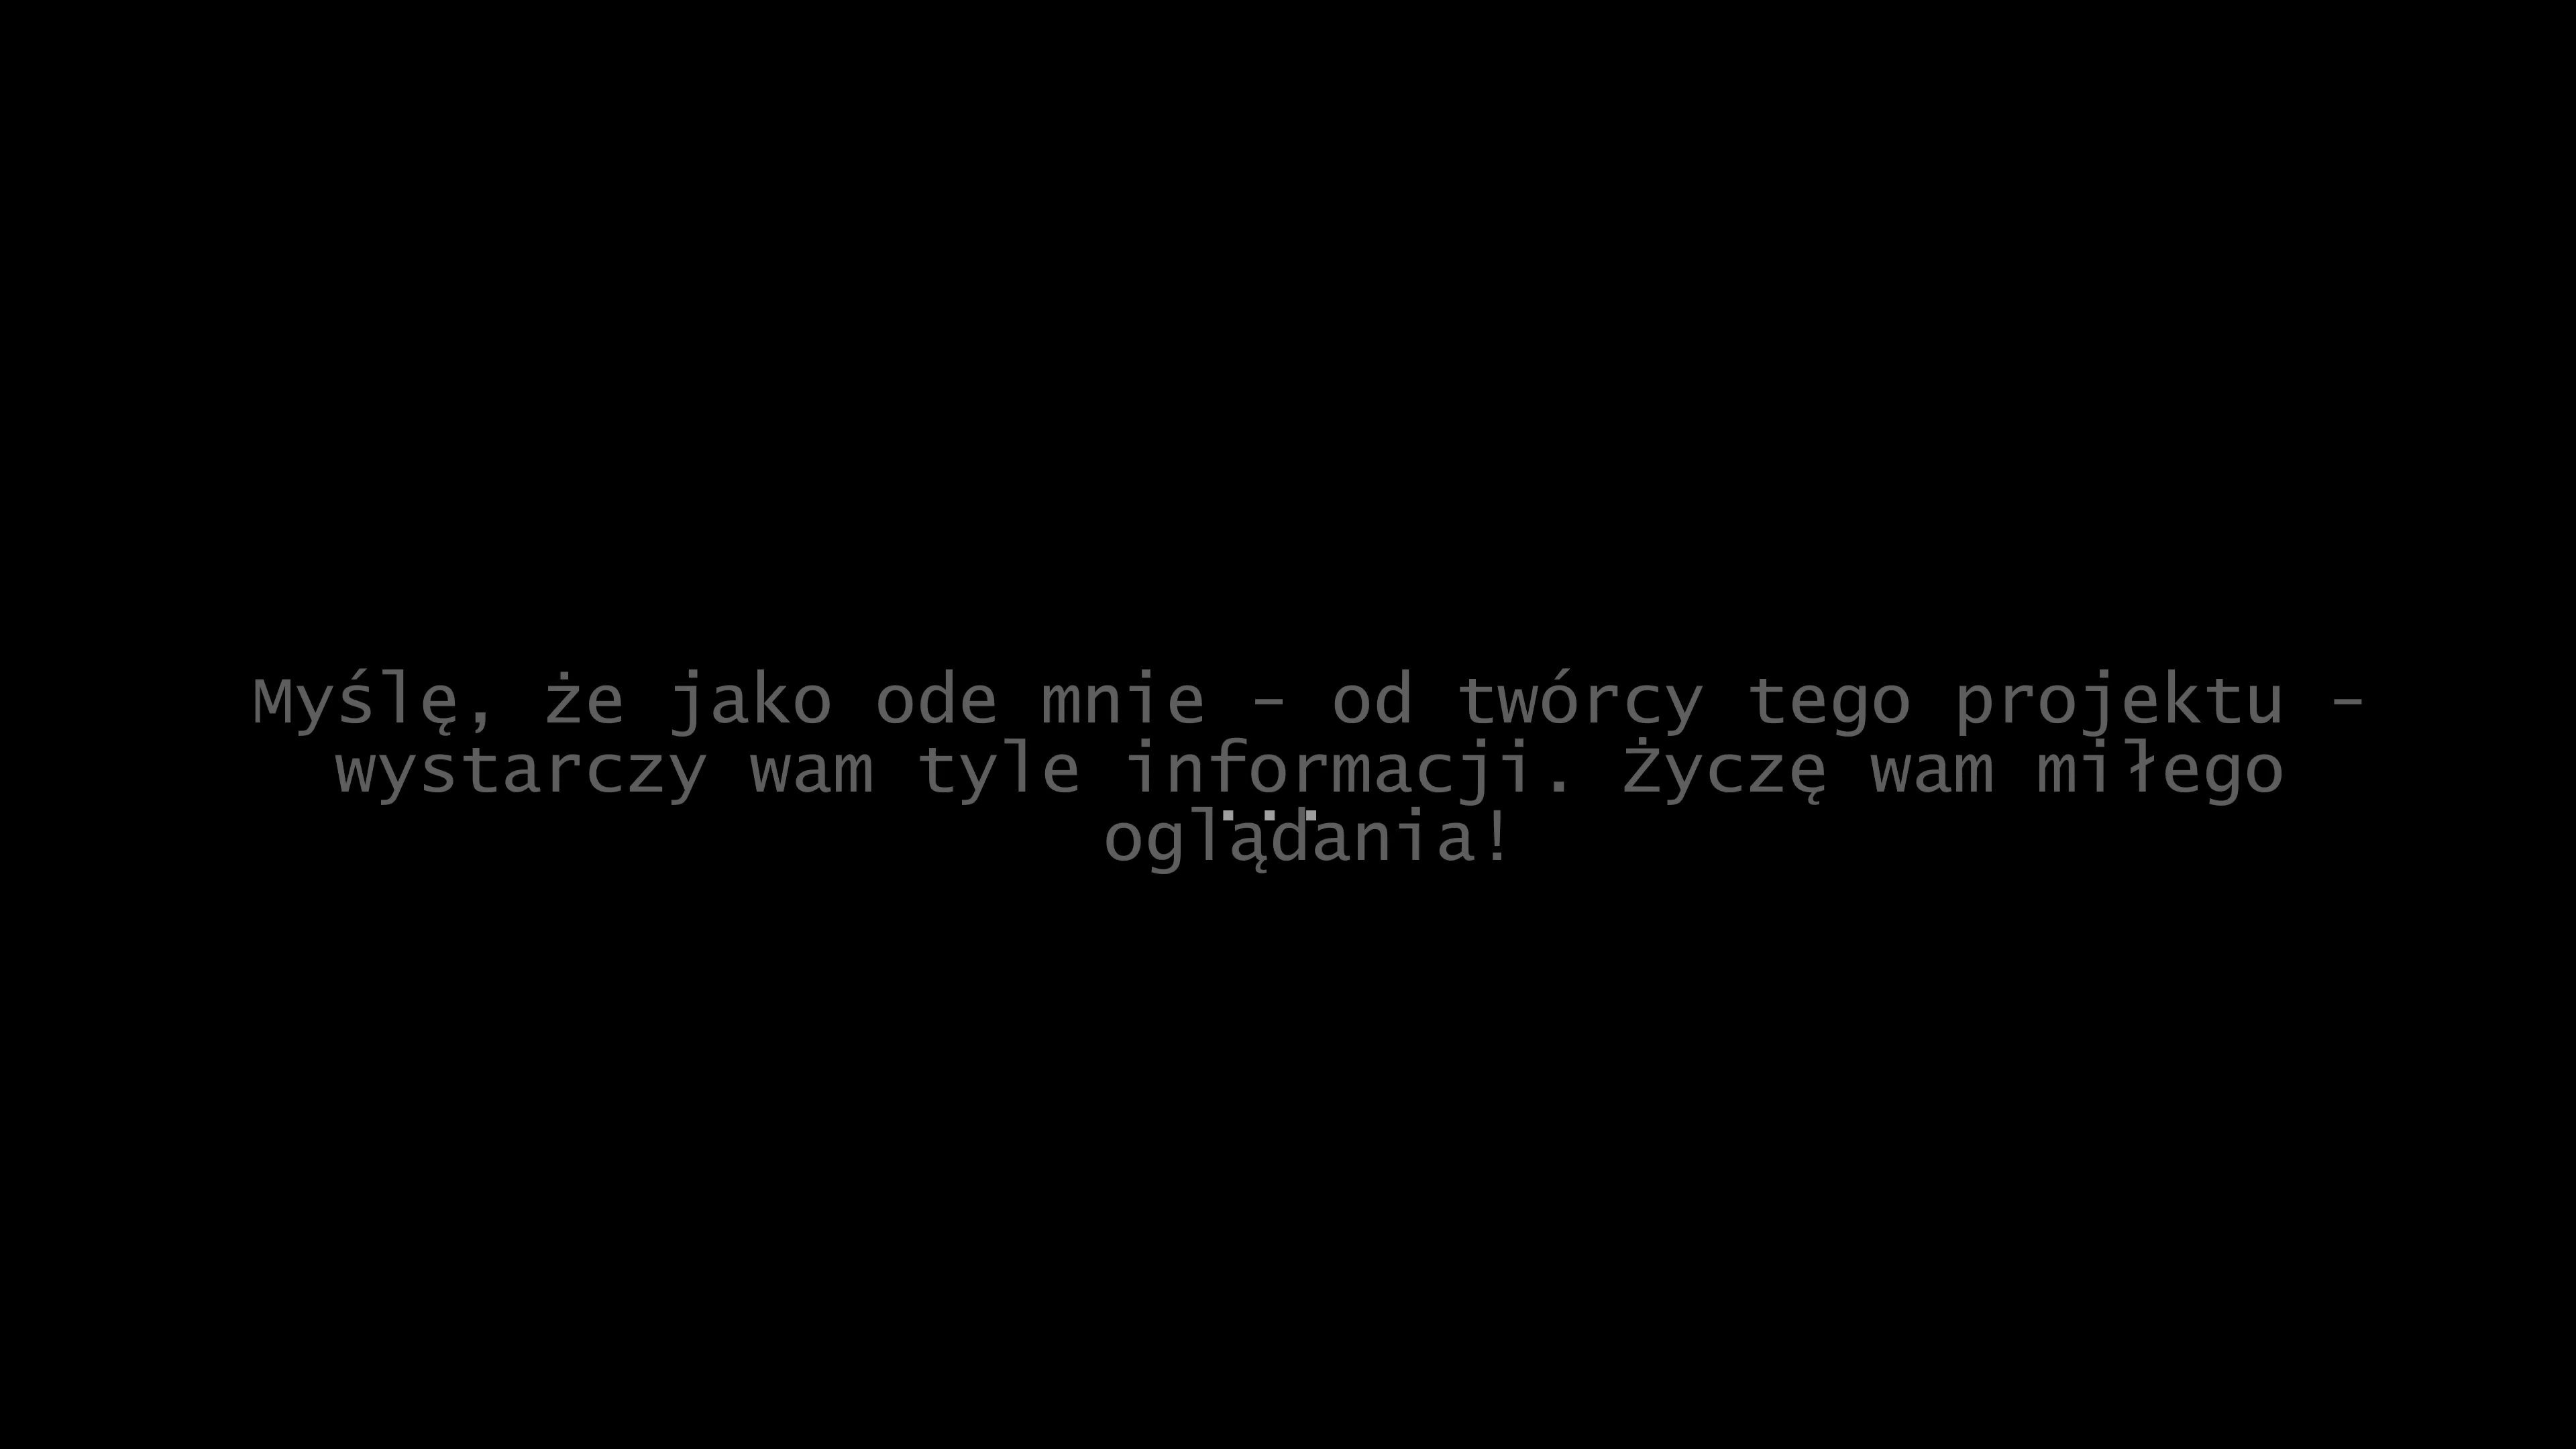 Myślę, że jako ode mnie – od twórcy tego projektu –
wystarczy wam tyle informacji. Życzę wam miłego
...
oglądania!